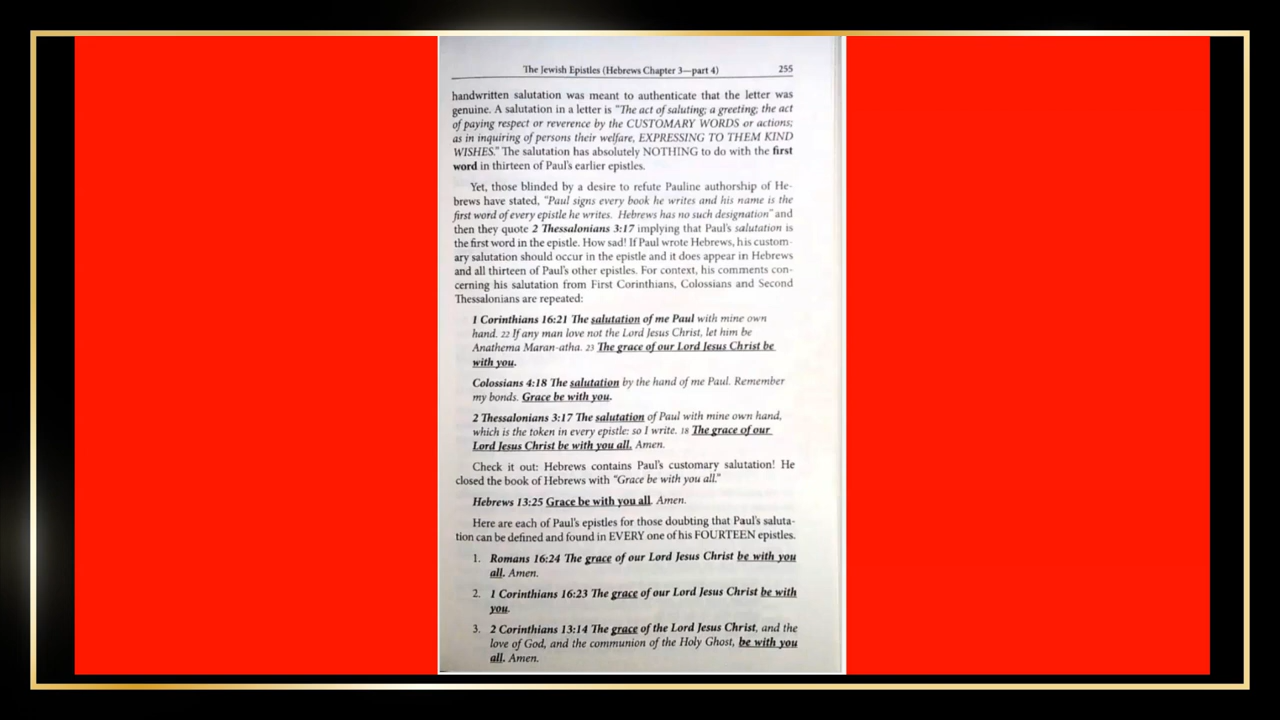 The Jewish Epistles (Hebrews Chapter 3—part 4) 255
handwritten salutation was meant to authenticate that the letter was
genuine. A salutation in a letter is "The act of saluting; a greeting; the act
of paying respect or reverence by the CUSTOMARY WORDS or actions;
as in inquiring of persons their welfare, EXPRESSING TO THEM KIND
WISHES." The salutation has absolutely NOTHING to do with the first
word in thirteen of Paul's earlier epistles.
Yet, those blinded by a desire to refute Pauline authorship of He-
brews have stated, "Paul signs every book he writes and his name is the
first word of every epistle he writes. Hebrews has no such designation" and
then they quote 2 Thessalonians 3:17 implying that Paul's salutation is
the first word in the epistle. How sad! If Paul wrote Hebrews, his custom-
ary salutation should occur in the epistle and it does appear in Hebrews
and all thirteen of Paul's other epistles. For context, his comments con-
cerning his salutation from First Corinthians, Colossians and Second
Thessalonians are repeated:
1 Corinthians 16:21 The salutation of me Paul with mine own
hand. 22 If any man love not the Lord Jesus Christ, let him be
Anathema Maran-atha. 23 The grace of our Lord Jesus Christ be
with you.
Colossians 4:18 The salutation by the hand of me Paul. Remember
my bonds. Grace be with you.
2 Thessalonians 3:17 The salutation of Paul with mine own hand,
which is the token in every epistle: so I write. 18 The grace of our
Lord Jesus Christ be with you all. Amen.
Check it out: Hebrews contains Paul's customary salutation! He
closed the book of Hebrews with "Grace be with you all."
Hebrews 13:25 Grace be with you all. Amen.
Here are each of Paul's epistles for those doubting that Paul's saluta-
tion can be defined and found in EVERY one of his FOURTEEN epistles.
1. Romans 16:24 The grace of our Lord Jesus Christ be with you
all. Amen.
2. 1 Corinthians 16:23 The grace of our Lord Jesus Christ be with
you.
3. 2 Corinthians 13:14 The grace of the Lord Jesus Christ, and the
love of God, and the communion of the Holy Ghost, be with you
all. Amen.